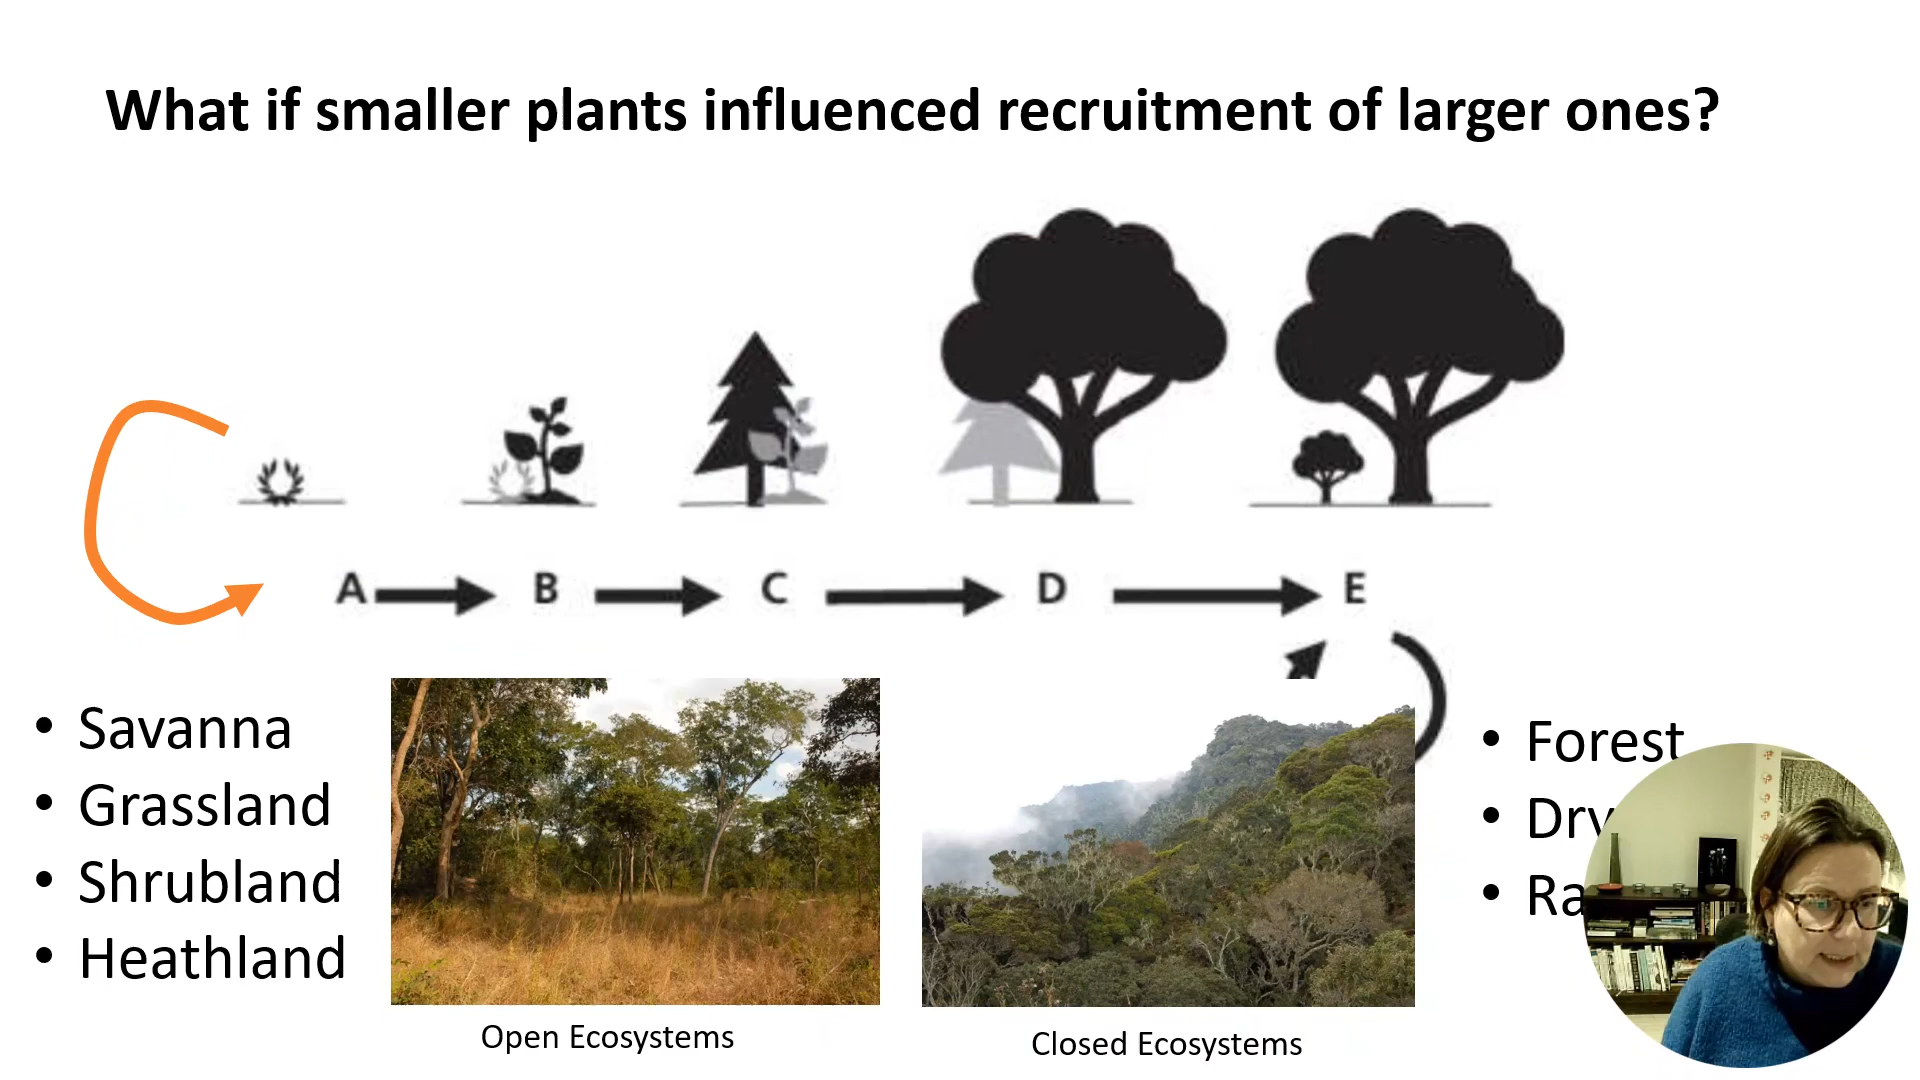 What if smaller plants influenced recruitment of larger ones?
A B C D E
• Savanna
• Grassland
• Shrubland
• Heathland
Open Ecosystems
Closed Ecosystems
• Forest